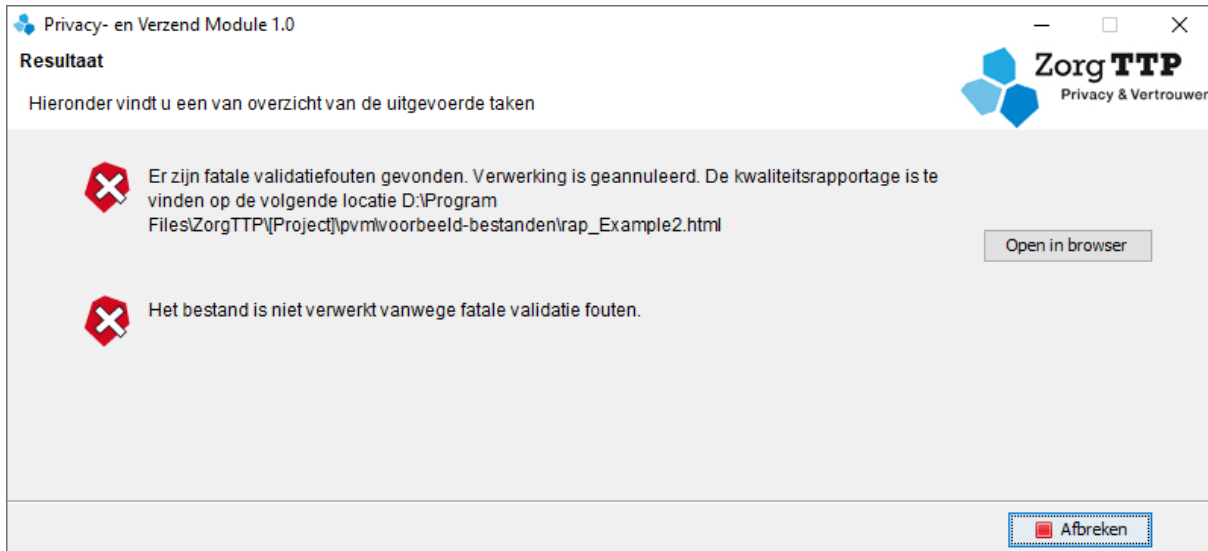 Privacy- en Verzend Module 1.0
Resultaat
Hieronder vindt u een van overzicht van de uitgevoerde taken
Zorg TTP
Privacy & Vertrouwen
Er zijn fatale validatiefouten gevonden. Verwerking is geannuleerd. De kwaliteitsrapportage is te
vinden op de volgende locatie D:\Program
Files\ZorgTTP\[Project]\pvm\voorbeeld-bestanden\rap_Example2.html
Open in browser
Het bestand is niet verwerkt vanwege fatale validatie fouten.
Afbreken